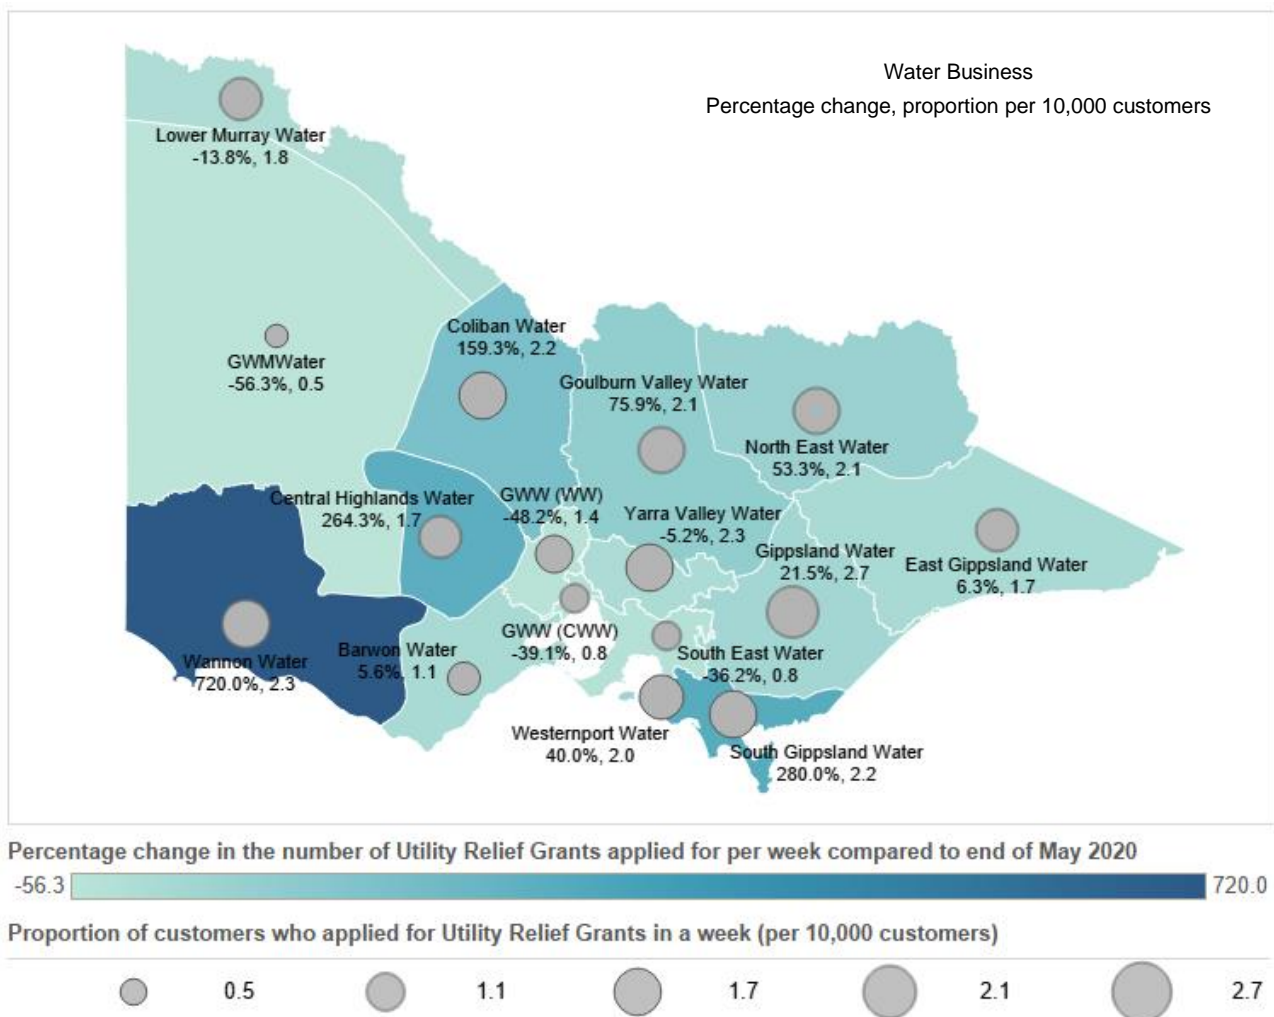 Water Business
Percentage change, proportion per 10,000 customers
Lower Murray Water
-13.8%, 1.8
GWMWater
-56.3%, 0.5
Coliban Water
159.3%, 2.2
Goulburn Valley Water
75.9%, 2.1
North East Water
53.3%, 2.1
Central Highlands Water
264.3%, 1.7
GWW (WW)
-48.2%, 1.4
Yarra Valley Water
-5.2%, 2.3
Gippsland Water
21.5%, 2.7
East Gippsland Water
6.3%, 1.7
Wannon Water
720.0%, 2.3
Barwon Water
5.6%, 1.1
GWW (CWW)
-39.1%, 0.8
South East Water
-36.2%, 0.8
Westernport Water
40.0%, 2.0
South Gippsland Water
280.0%, 2.2
Percentage change in the number of Utility Relief Grants applied for per week compared to end of May 2020
-56.3 720.0
Proportion of customers who applied for Utility Relief Grants in a week (per 10,000 customers)
0.5 1.1 1.7 2.1 2.7